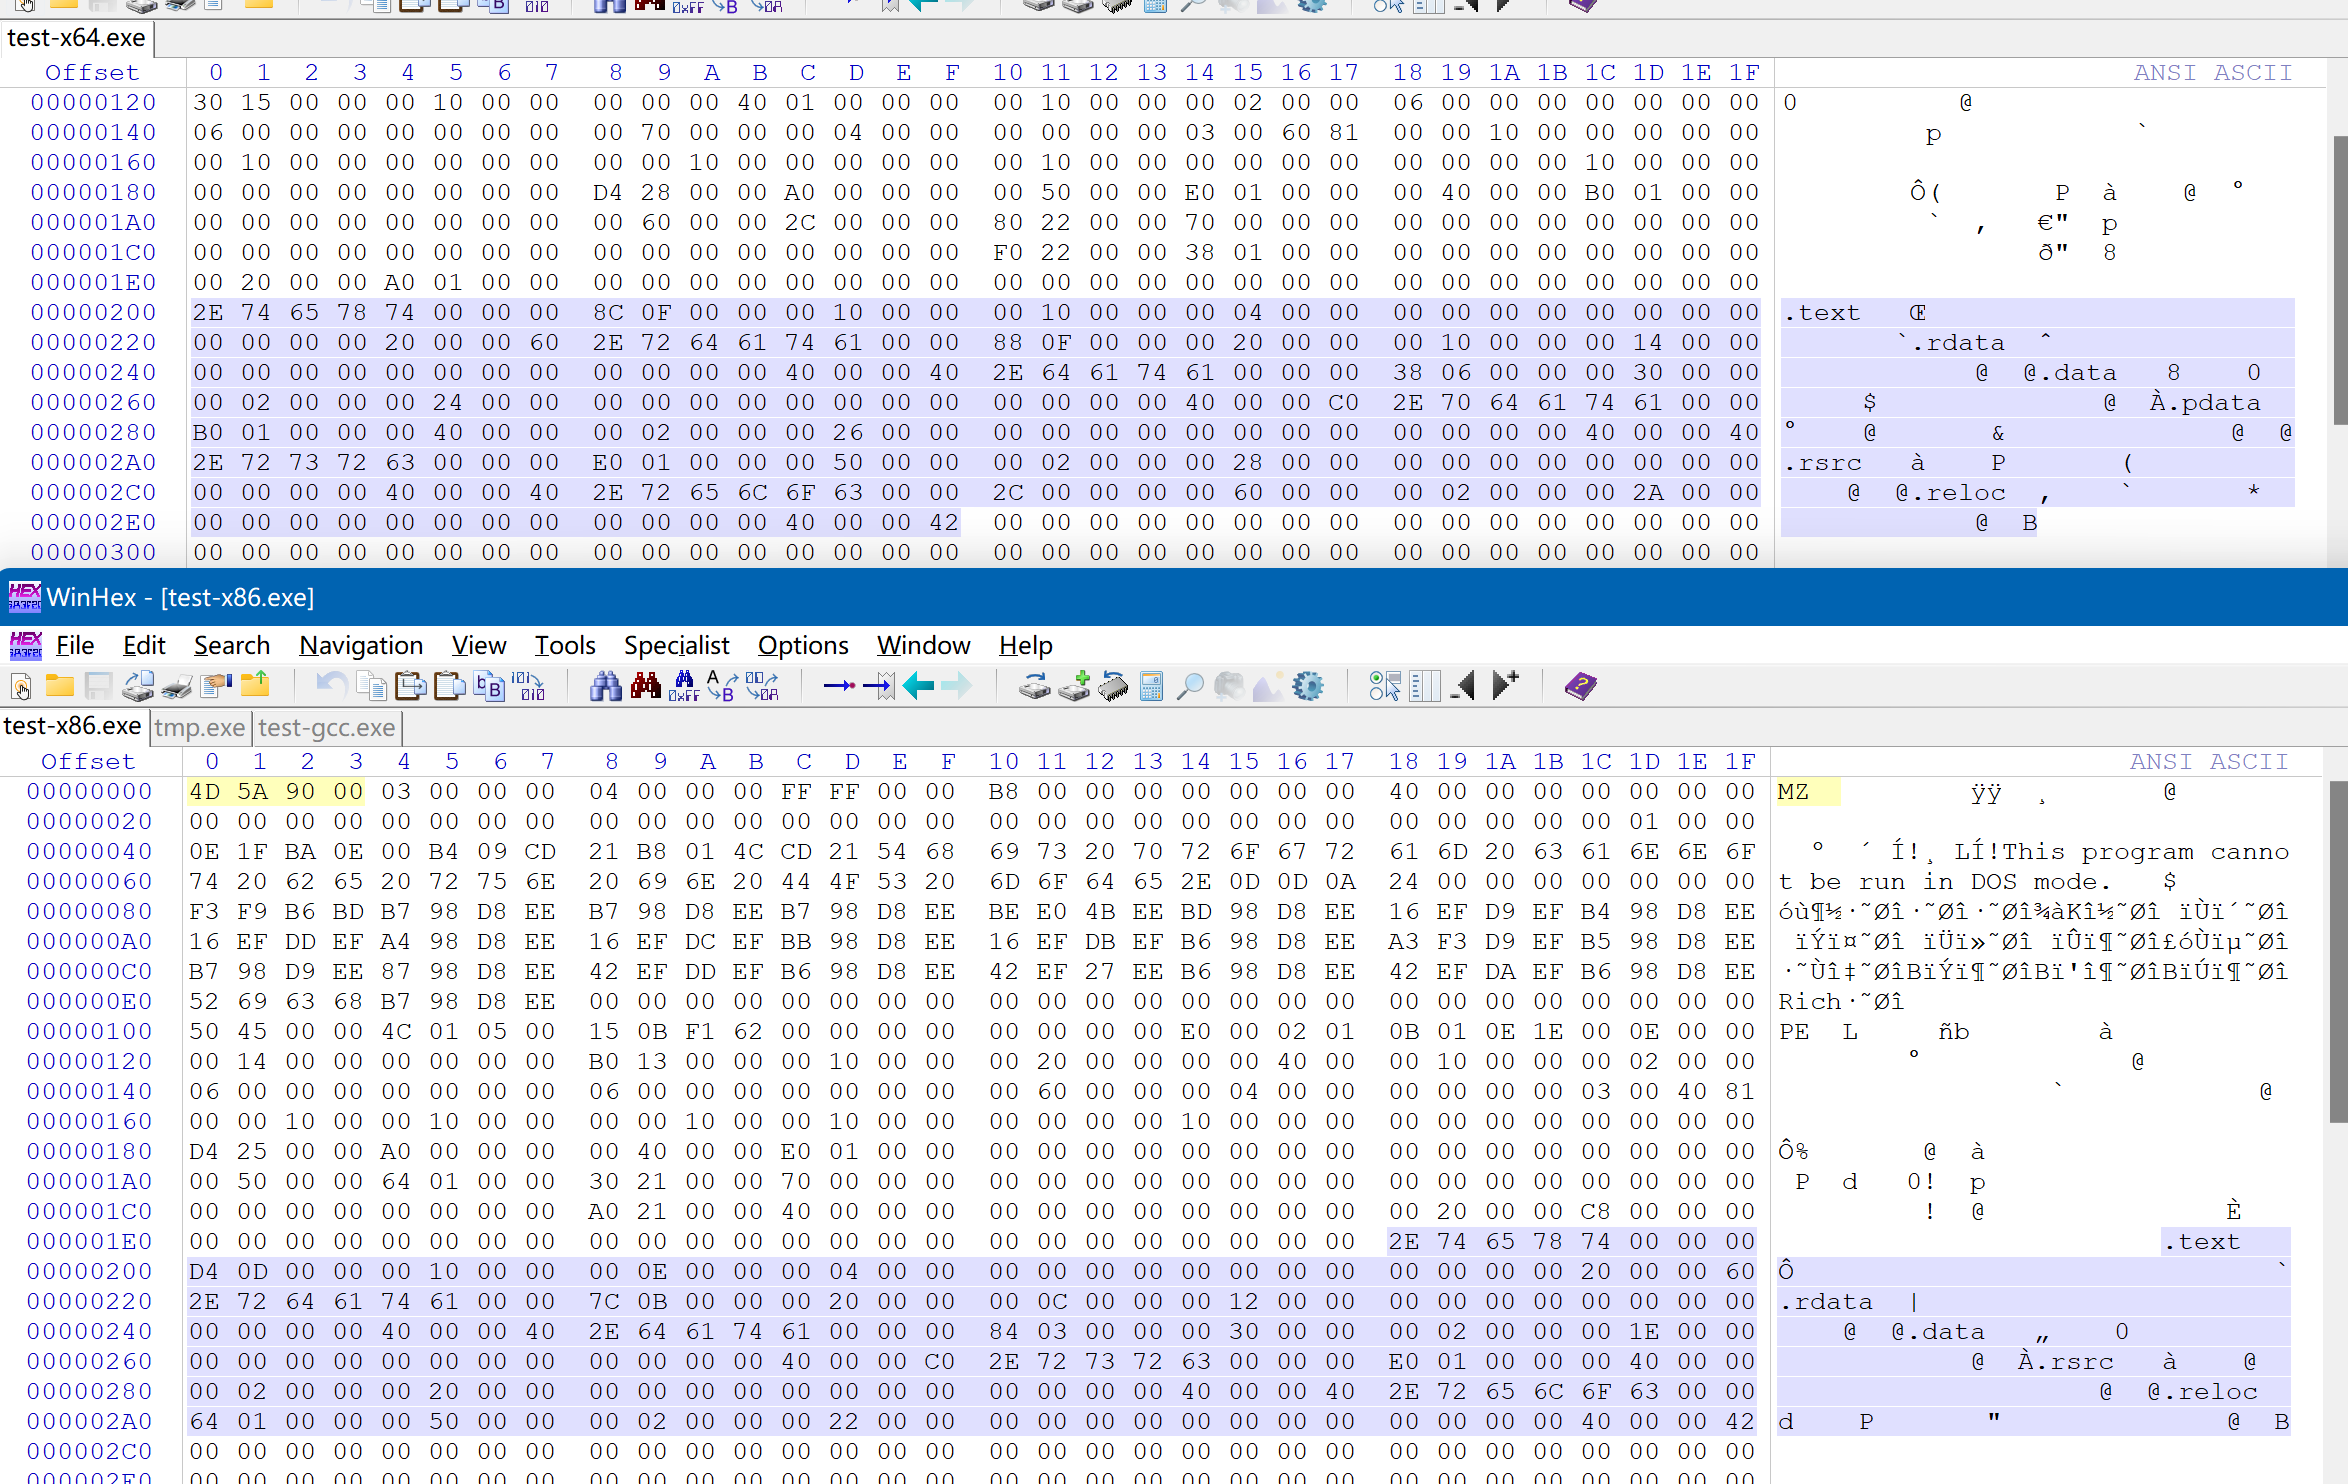 test-x64.exe
Offset 0 1 2 3 4 5 6 7 8 9 A B C D E F 10 11 12 13 14 15 16 17 18 19 1A 1B 1C 1D 1E 1F ANSI ASCII
00000120 30 15 00 00 00 10 00 00 00 00 00 40 01 00 00 00 00 10 00 00 00 02 00 00 06 00 00 00 00 00 00 00 0 @
00000140 06 00 00 00 00 00 00 00 00 70 00 00 00 04 00 00 00 00 00 00 03 00 60 81 00 00 10 00 00 00 00 00 p `
00000160 00 10 00 00 00 00 00 00 00 00 10 00 00 00 00 00 00 10 00 00 00 00 00 00 00 00 00 00 10 00 00 00
00000180 00 00 00 00 00 00 00 00 D4 28 00 00 A0 00 00 00 00 50 00 00 E0 01 00 00 00 40 00 00 B0 01 00 00 Ô( P à @ °
000001A0 00 00 00 00 00 00 00 00 00 60 00 00 2C 00 00 00 80 22 00 00 70 00 00 00 00 00 00 00 00 00 00 00 ` , €" p
000001C0 00 00 00 00 00 00 00 00 00 00 00 00 00 00 00 00 F0 22 00 00 38 01 00 00 00 00 00 00 00 00 00 00 ð" 8
000001E0 00 20 00 00 A0 01 00 00 00 00 00 00 00 00 00 00 00 00 00 00 00 00 00 00 00 00 00 00 00 00 00 00
00000200 2E 74 65 78 74 00 00 00 8C 0F 00 00 00 10 00 00 00 10 00 00 00 04 00 00 00 00 00 00 00 00 00 00 .text Œ
00000220 00 00 00 00 20 00 00 60 2E 72 64 61 74 61 00 00 88 0F 00 00 00 20 00 00 00 10 00 00 00 14 00 00 `.rdata ˆ
00000240 00 00 00 00 00 00 00 00 00 00 00 00 40 00 00 40 2E 64 61 74 61 00 00 00 38 06 00 00 00 30 00 00 @ @.data 8 0
00000260 00 02 00 00 00 24 00 00 00 00 00 00 00 00 00 00 00 00 00 00 40 00 00 C0 2E 70 64 61 74 61 00 00 $ @ À.pdata
00000280 B0 01 00 00 00 40 00 00 00 02 00 00 00 26 00 00 00 00 00 00 00 00 00 00 00 00 00 00 40 00 00 40 ° @ & @ @
000002A0 2E 72 73 72 63 00 00 00 E0 01 00 00 00 50 00 00 00 02 00 00 00 28 00 00 00 00 00 00 00 00 00 00 .rsrc à P (
000002C0 00 00 00 00 40 00 00 40 2E 72 65 6C 6F 63 00 00 2C 00 00 00 00 60 00 00 00 02 00 00 00 2A 00 00 @ @.reloc , ` *
000002E0 00 00 00 00 00 00 00 00 00 00 00 00 40 00 00 42 00 00 00 00 00 00 00 00 00 00 00 00 00 00 00 00 @ B
00000300 00 00 00 00 00 00 00 00 00 00 00 00 00 00 00 00 00 00 00 00 00 00 00 00 00 00 00 00 00 00 00 00
WinHex - [test-x86.exe]
File Edit Search Navigation View Tools Specialist Options Window Help
test-x86.exe tmp.exe test-gcc.exe
Offset 0 1 2 3 4 5 6 7 8 9 A B C D E F 10 11 12 13 14 15 16 17 18 19 1A 1B 1C 1D 1E 1F ANSI ASCII
00000000 4D 5A 90 00 03 00 00 00 04 00 00 00 FF FF 00 00 B8 00 00 00 00 00 00 00 40 00 00 00 00 00 00 00 MZ ÿÿ ¸ @
00000020 00 00 00 00 00 00 00 00 00 00 00 00 00 00 00 00 00 00 00 00 00 00 00 00 00 00 00 00 00 01 00 00
00000040 0E 1F BA 0E 00 B4 09 CD 21 B8 01 4C CD 21 54 68 69 73 20 70 72 6F 67 72 61 6D 20 63 61 6E 6E 6F º ´ Í!¸ LÍ!This program canno
00000060 74 20 62 65 20 72 75 6E 20 69 6E 20 44 4F 53 20 6D 6F 64 65 2E 0D 0D 0A 24 00 00 00 00 00 00 00 t be run in DOS mode. $
00000080 F3 F9 B6 BD B7 98 D8 EE B7 98 D8 EE B7 98 D8 EE BE E0 4B EE BD 98 D8 EE 16 EF D9 EF B4 98 D8 EE óù¶½·˜Øî·˜Øî·˜Øî¾àKî½˜Øî ïÙï´˜Øî
000000A0 16 EF DD EF A4 98 D8 EE 16 EF DC EF BB 98 D8 EE 16 EF DB EF B6 98 D8 EE A3 F3 D9 EF B5 98 D8 EE ïÝï¤˜Øî ïÜï»˜Øî ïÛï¶˜Øî£óÙïµ˜Øî
000000C0 B7 98 D9 EE 87 98 D8 EE 42 EF DD EF B6 98 D8 EE 42 EF 27 EE B6 98 D8 EE 42 EF DA EF B6 98 D8 EE ·˜Ùî‡˜ØîBïÝï¶˜ØîBï'î¶˜ØîBïÚï¶˜Øî
000000E0 52 69 63 68 B7 98 D8 EE 00 00 00 00 00 00 00 00 00 00 00 00 00 00 00 00 00 00 00 00 00 00 00 00 Rich·˜Øî
00000100 50 45 00 00 4C 01 05 00 15 0B F1 62 00 00 00 00 00 00 00 00 E0 00 02 01 0B 01 0E 1E 00 0E 00 00 PE L ñb à
00000120 00 14 00 00 00 00 00 00 B0 13 00 00 00 10 00 00 00 20 00 00 00 00 40 00 00 10 00 00 00 02 00 00 ° @
00000140 06 00 00 00 00 00 00 00 06 00 00 00 00 00 00 00 00 60 00 00 00 04 00 00 00 00 00 00 03 00 40 81 ` @
00000160 00 00 10 00 00 10 00 00 00 00 10 00 00 10 00 00 00 00 00 00 10 00 00 00 00 00 00 00 00 00 00 00
00000180 D4 25 00 00 A0 00 00 00 00 40 00 00 E0 01 00 00 00 00 00 00 00 00 00 00 00 00 00 00 00 00 00 00 Ô% @ à
000001A0 00 50 00 00 64 01 00 00 30 21 00 00 70 00 00 00 00 00 00 00 00 00 00 00 00 00 00 00 00 00 00 00 P d 0! p
000001C0 00 00 00 00 00 00 00 00 A0 21 00 00 40 00 00 00 00 00 00 00 00 00 00 00 00 20 00 00 C8 00 00 00 ! @ È
000001E0 00 00 00 00 00 00 00 00 00 00 00 00 00 00 00 00 00 00 00 00 00 00 00 00 2E 74 65 78 74 00 00 00 .text
00000200 D4 0D 00 00 00 10 00 00 00 0E 00 00 00 04 00 00 00 00 00 00 00 00 00 00 00 00 00 00 20 00 00 60 Ô `
00000220 2E 72 64 61 74 61 00 00 7C 0B 00 00 00 20 00 00 00 0C 00 00 00 12 00 00 00 00 00 00 00 00 00 00 .rdata |
00000240 00 00 00 00 40 00 00 40 2E 64 61 74 61 00 00 00 84 03 00 00 00 30 00 00 00 02 00 00 00 1E 00 00 @ @.data „ 0
00000260 00 00 00 00 00 00 00 00 00 00 00 00 40 00 00 C0 2E 72 73 72 63 00 00 00 E0 01 00 00 00 40 00 00 @ À.rsrc à @
00000280 00 02 00 00 00 20 00 00 00 00 00 00 00 00 00 00 00 00 00 00 40 00 00 40 2E 72 65 6C 6F 63 00 00 @ @.reloc
000002A0 64 01 00 00 00 50 00 00 00 02 00 00 00 22 00 00 00 00 00 00 00 00 00 00 00 00 00 00 40 00 00 42 d P " @ B
000002C0 00 00 00 00 00 00 00 00 00 00 00 00 00 00 00 00 00 00 00 00 00 00 00 00 00 00 00 00 00 00 00 00
000002E0 00 00 00 00 00 00 00 00 00 00 00 00 00 00 00 00 00 00 00 00 00 00 00 00 00 00 00 00 00 00 00 00